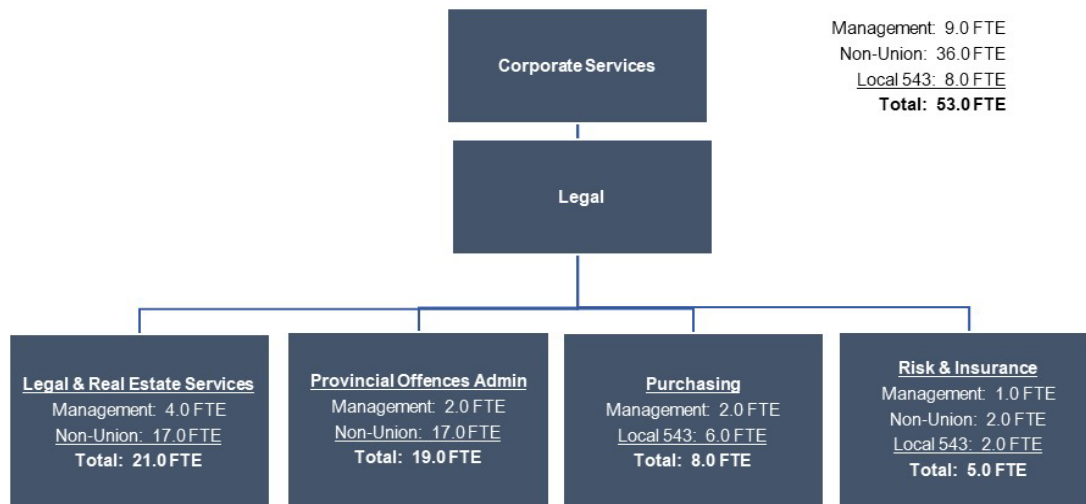 Corporate Services
Management: 9.0 FTE
Non-Union: 36.0 FTE
Local 543: 8.0 FTE
Total: 53.0 FTE
Legal
Legal & Real Estate Services
Management: 4.0 FTE
Non-Union: 17.0 FTE
Total: 21.0 FTE
Provincial Offences Admin
Management: 2.0 FTE
Non-Union: 17.0 FTE
Total: 19.0 FTE
Purchasing
Management: 2.0 FTE
Local 543: 6.0 FTE
Total: 8.0 FTE
Risk & Insurance
Management: 1.0 FTE
Non-Union: 2.0 FTE
Local 543: 2.0 FTE
Total: 5.0 FTE